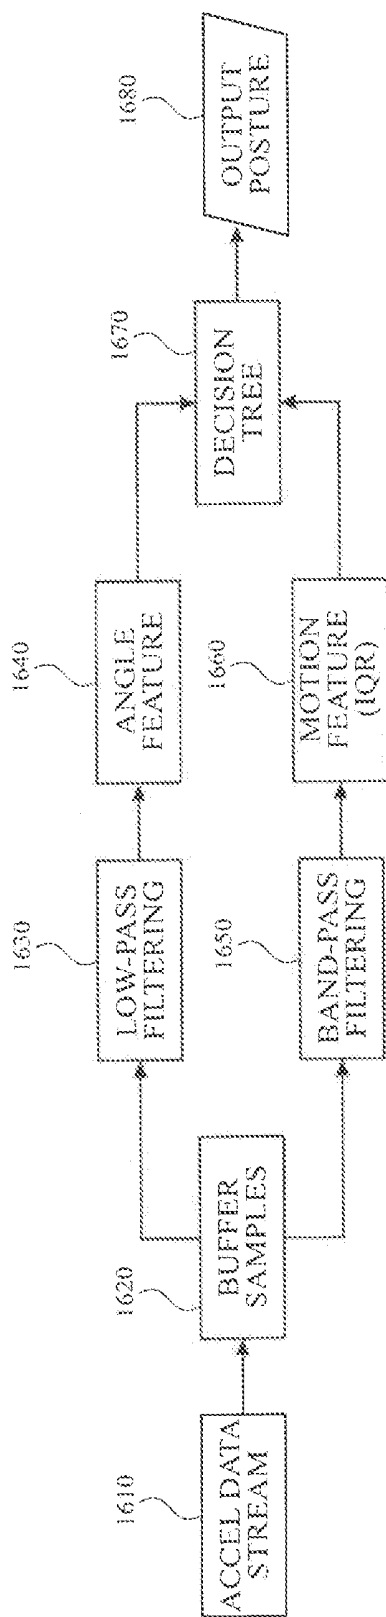 1610
ACCEL DATA
STREAM
1620
BUFFER
SAMPLES
1630
LOW-PASS
FILTERING
1640
ANGLE
FEATURE
1650
BAND-PASS
FILTERING
1660
MOTION
FEATURE
(IQR)
1670
DECISION
TREE
1680
OUTPUT
POSTURE